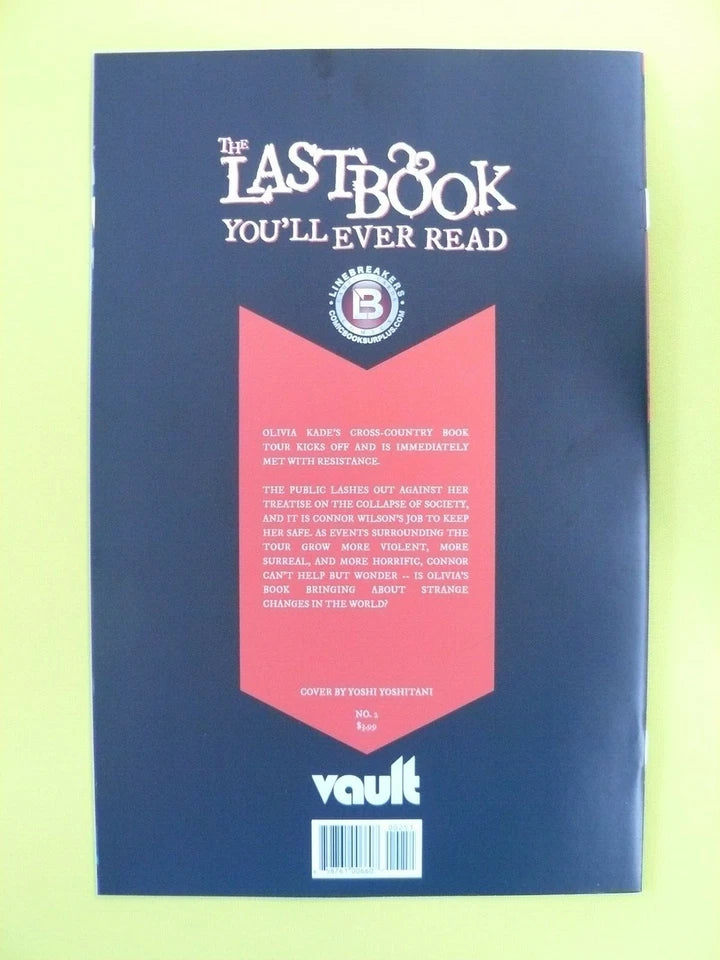 THE
LAST BOOK
YOU'LL EVER READ
LINEBREAKERS
B
COMICBOOKSURPLUS.COM
OLIVIA KADE'S CROSS-COUNTRY BOOK
TOUR KICKS OFF AND IS IMMEDIATELY
MET WITH RESISTANCE.
THE PUBLIC LASHES OUT AGAINST HER
TREATISE ON THE COLLAPSE OF SOCIETY,
AND IT IS CONNOR WILSON'S JOB TO KEEP
HER SAFE. AS EVENTS SURROUNDING THE
TOUR GROW MORE VIOLENT, MORE
SURREAL, AND MORE HORRIFIC, CONNOR
CAN'T HELP BUT WONDER -- IS OLIVIA'S
BOOK BRINGING ABOUT STRANGE
CHANGES IN THE WORLD?
COVER BY YOSHI YOSHITANI
NO. 2
$3.99
vault